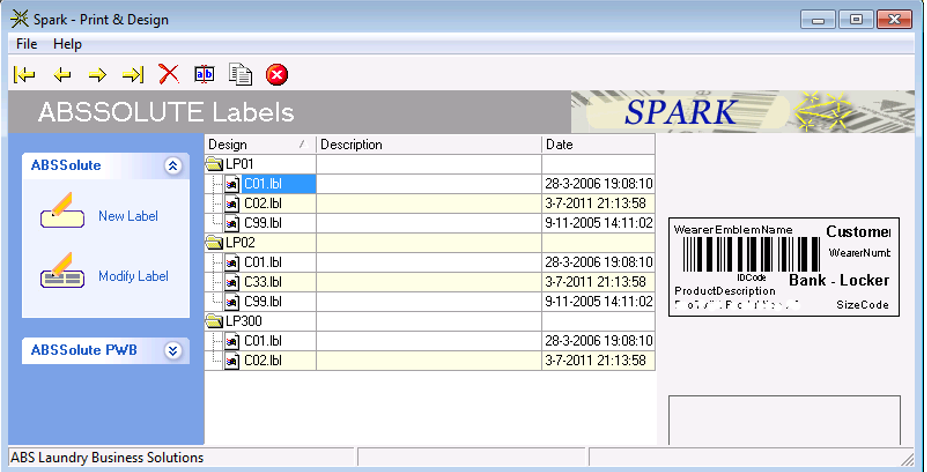 Spark - Print & Design
File Help
ab
ABSSOLUTE Labels
SPARK
ABSSolute
New Label
Modify Label
ABSSolute PWB
Design Description Date
LP01
C01.lbl 28-3-2006 19:08:10
C02.lbl 3-7-2011 21:13:58
C99.lbl 9-11-2005 14:11:02
LP02
C01.lbl 28-3-2006 19:08:10
C33.lbl 3-7-2011 21:13:58
C99.lbl 9-11-2005 14:11:02
LP300
C01.lbl 28-3-2006 19:08:10
C02.lbl 3-7-2011 21:13:58
WearerEmblemName Customer
WearerNumb
IDCode
Bank - Locker
ProductDescription
SizeCode
ABS Laundry Business Solutions